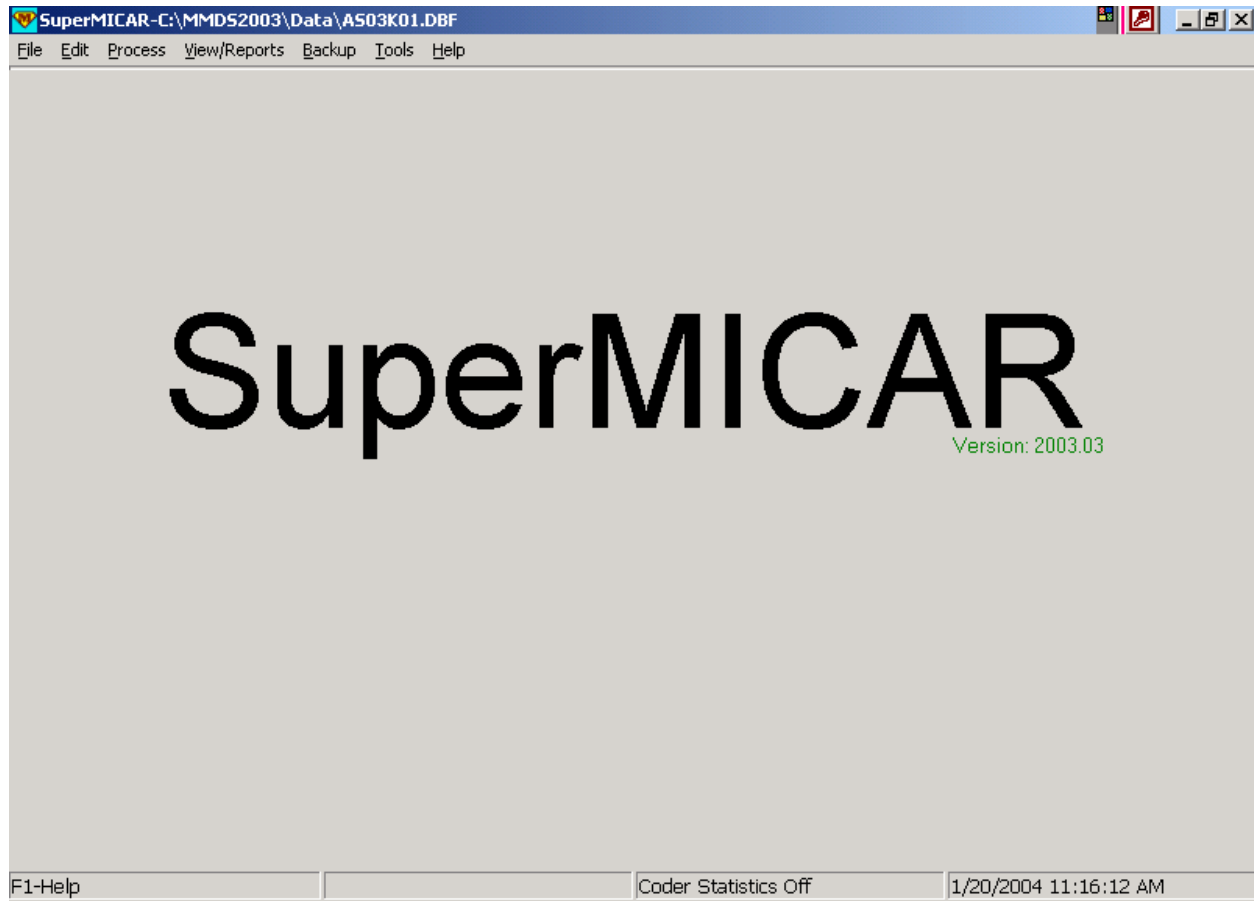 SuperMICAR-C:\MMDS2003\Data\AS03K01.DBF
File Edit Process View/Reports Backup Tools Help
SuperMICAR
Version: 2003.03
F1-Help Coder Statistics Off 1/20/2004 11:16:12 AM